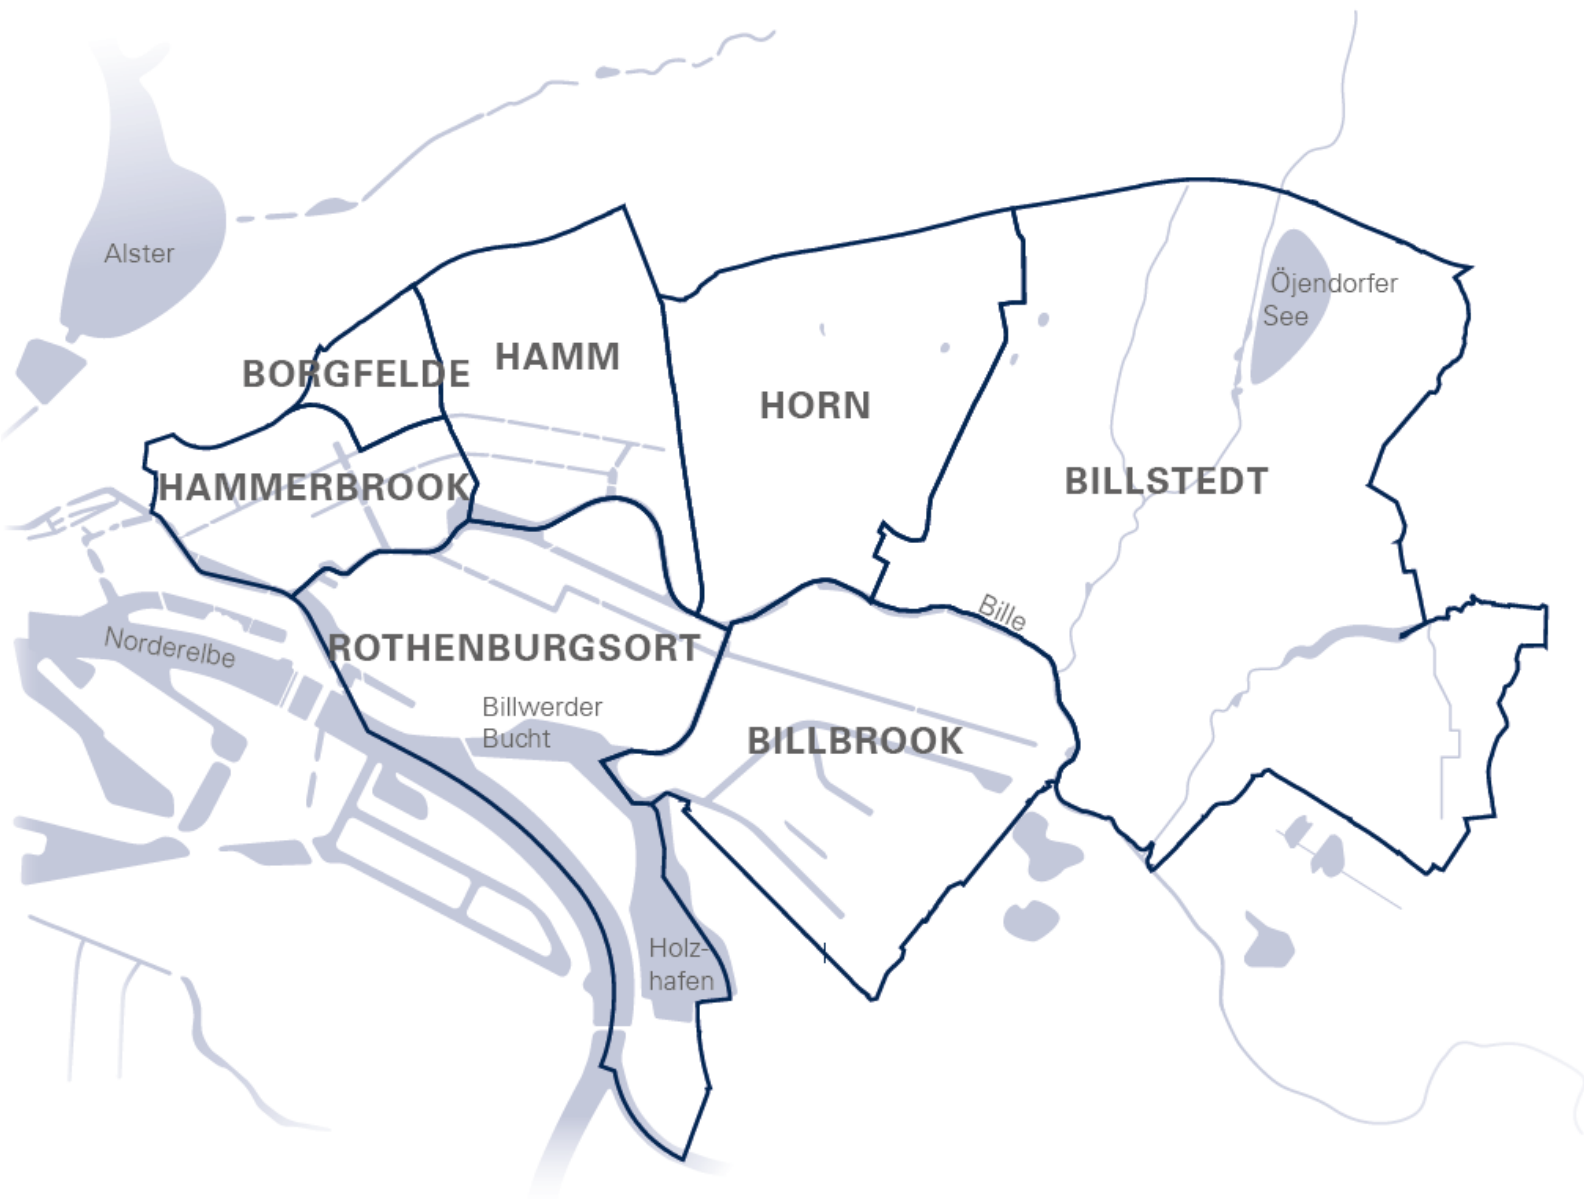 Alster
Öjendorfer
See
HAMM
BORGFELDE
HORN
BILLSTEDT
HAMMERBROOK
Bille
Norderelbe
ROTHENBURGSORT
Billwerder
Bucht
BILLBROOK
Holz-
hafen